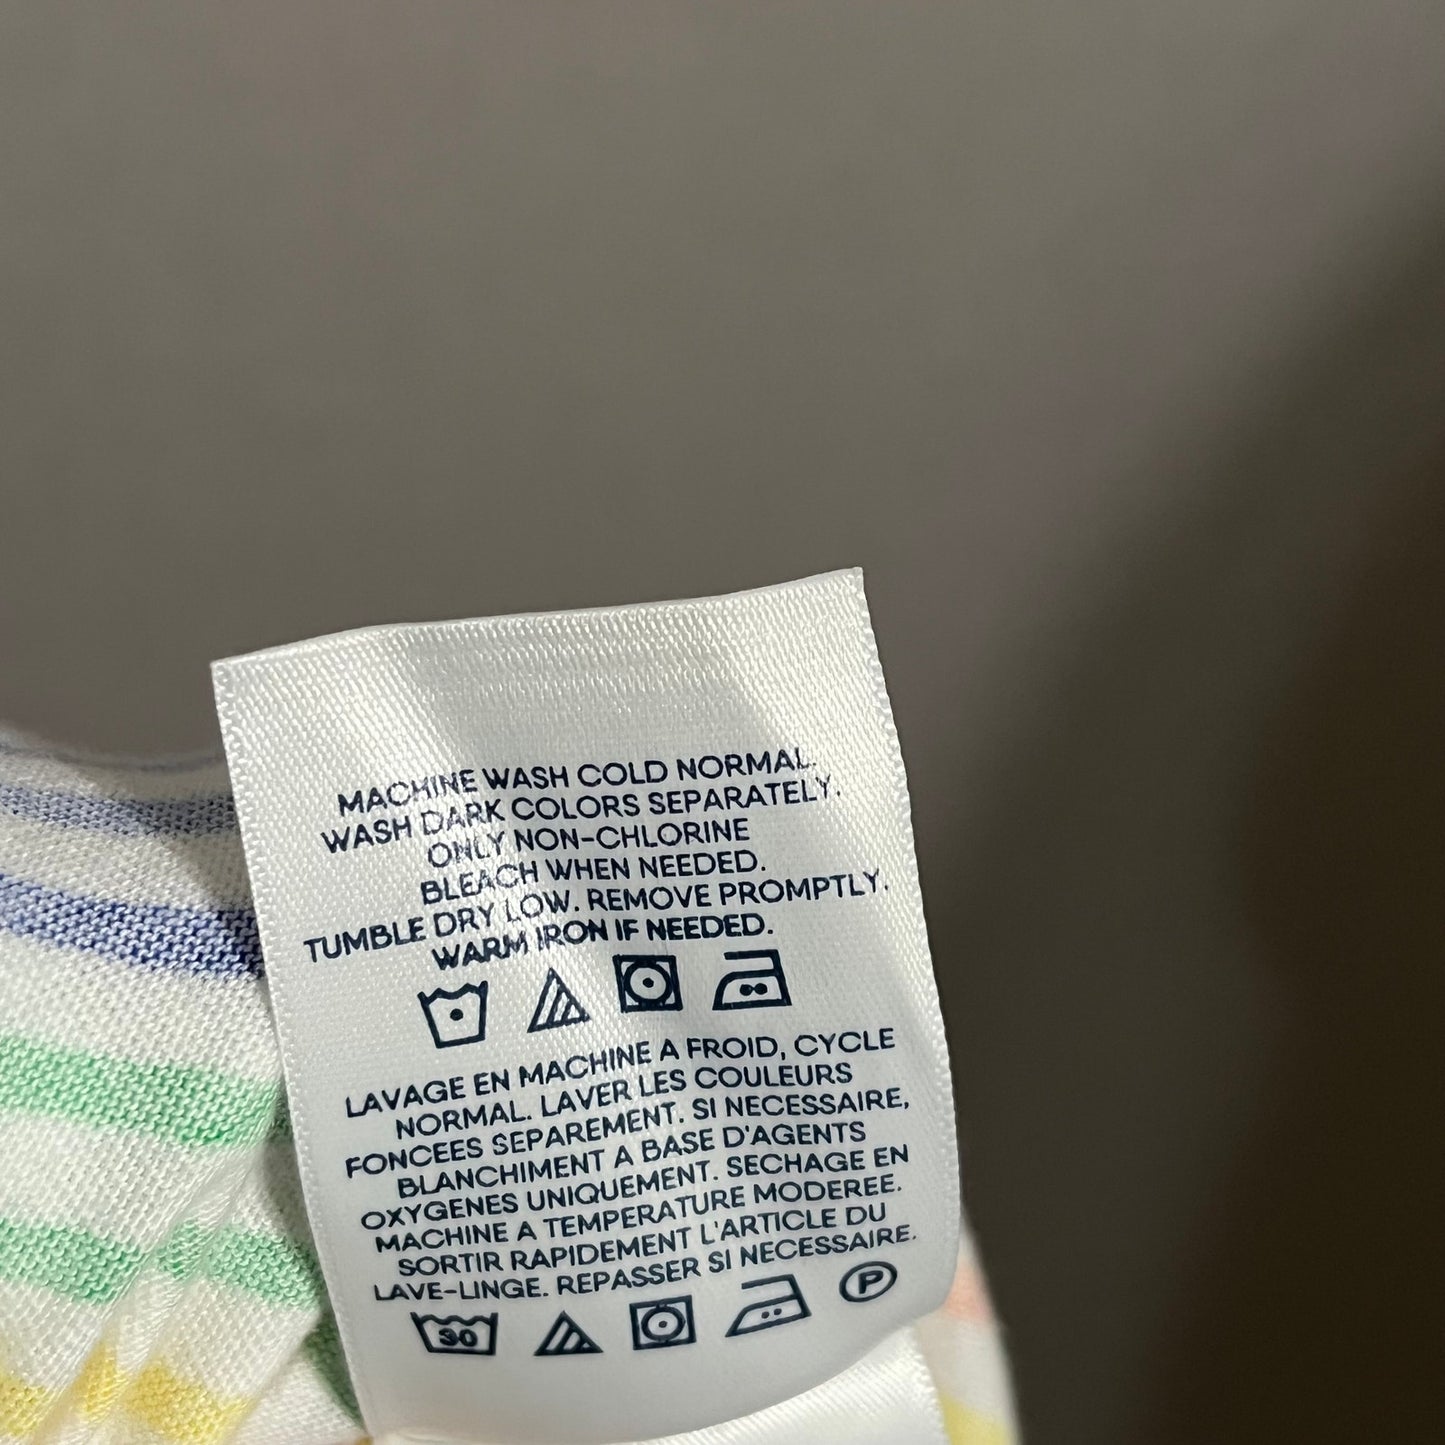 MACHINE WASH COLD NORMAL.
WASH DARK COLORS SEPARATELY.
ONLY NON-CHLORINE
BLEACH WHEN NEEDED.
TUMBLE DRY LOW. REMOVE PROMPTLY.
WARM IRON IF NEEDED.
LAVAGE EN MACHINE A FROID, CYCLE
NORMAL. LAVER LES COULEURS
FONCEES SEPAREMENT. SI NECESSAIRE,
BLANCHIMENT A BASE D'AGENTS
OXYGENES UNIQUEMENT. SECHAGE EN
MACHINE A TEMPERATURE MODEREE.
SORTIR RAPIDEMENT L'ARTICLE DU
LAVE-LINGE. REPASSER SI NECESSAIRE.
30 P